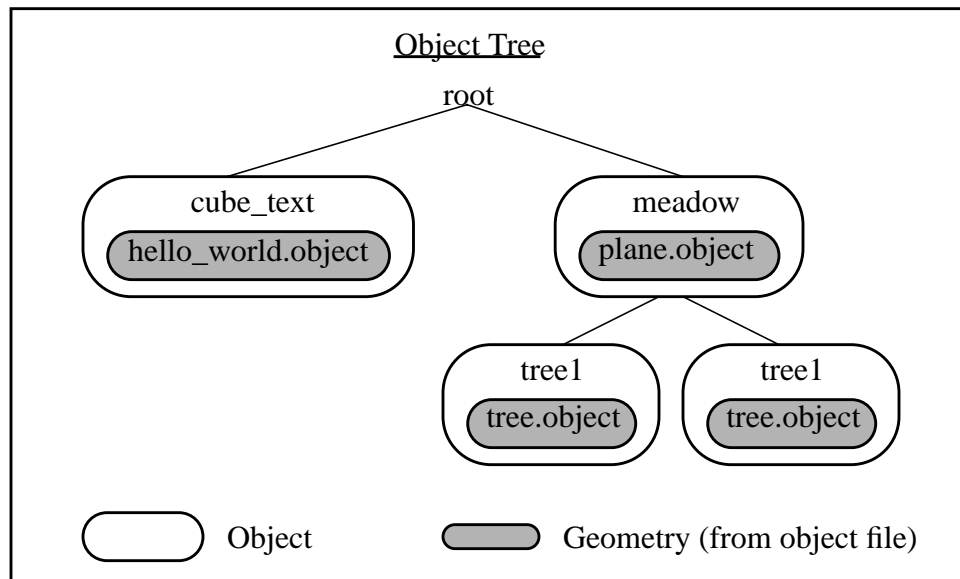 Object Tree
root
cube_text
hello_world.object
meadow
plane.object
tree1
tree.object
tree1
tree.object
Object
Geometry (from object file)